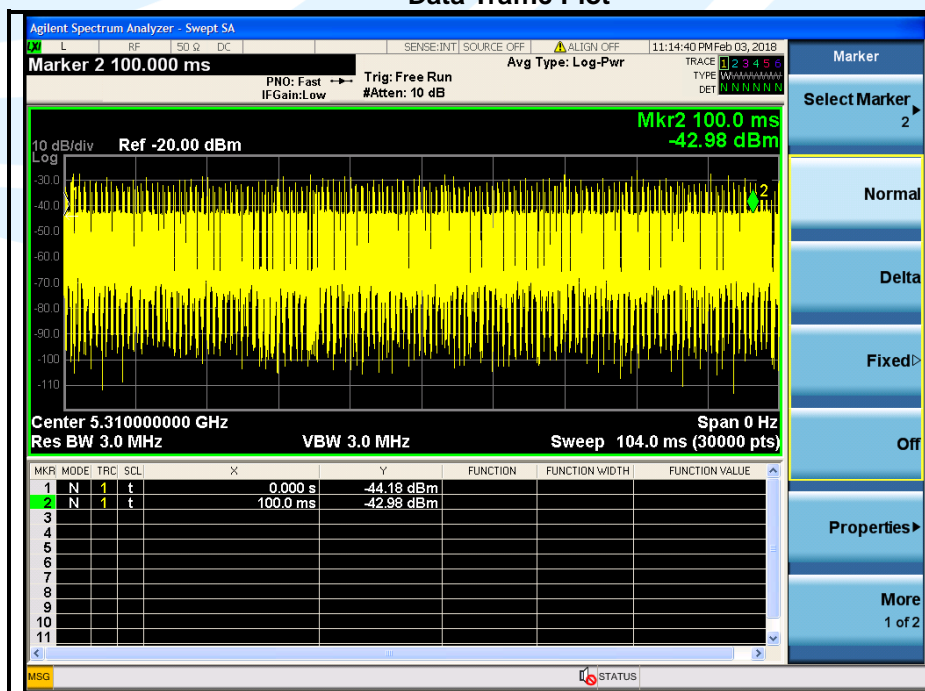 Data Traffic Plot
Agilent Spectrum Analyzer - Swept SA
LXI L RF 50 Ω DC SENSE:INT SOURCE OFF ALIGN OFF 11:14:40 PM Feb 03, 2018
Marker 2 100.000 ms
PNO: Fast
IFGain:Low
Trig: Free Run
#Atten: 10 dB
Avg Type: Log-Pwr
TRACE 1 2 3 4 5 6
TYPE WWWWWW
DET N N N N N N
Mkr2 100.0 ms
-42.98 dBm
10 dB/div Ref -20.00 dBm
Log
-30.0
-40.0
-50.0
-60.0
-70.0
-80.0
-90.0
-100
-110
2
Center 5.310000000 GHz Span 0 Hz
Res BW 3.0 MHz VBW 3.0 MHz Sweep 104.0 ms (30000 pts)
MKR MODE TRC SCL X Y FUNCTION FUNCTION WIDTH FUNCTION VALUE
1 N 1 t 0.000 s -44.18 dBm
2 N 1 t 100.0 ms -42.98 dBm
3
4
5
6
7
8
9
10
11
MSG STATUS
Marker
Select Marker
2
Normal
Delta
Fixed
Off
Properties
More
1 of 2